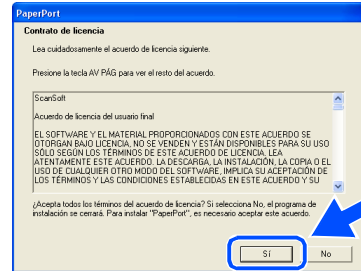 PaperPort
Contrato de licencia
Lea cuidadosamente el acuerdo de licencia siguiente.
Presione la tecla AV PÁG para ver el resto del acuerdo.
ScanSoft
Acuerdo de licencia del usuario final
EL SOFTWARE Y EL MATERIAL PROPORCIONADOS CON ESTE ACUERDO SE
OTORGAN BAJO LICENCIA, NO SE VENDEN Y ESTÁN DISPONIBLES PARA SU USO
SÓLO SEGÚN LOS TÉRMINOS DE ESTE ACUERDO DE LICENCIA. LEA
ATENTAMENTE ESTE ACUERDO. LA DESCARGA, LA INSTALACIÓN, LA COPIA O EL
USO DE CUALQUIER OTRO MODO DEL SOFTWARE, IMPLICA SU ACEPTACIÓN DE
LOS TÉRMINOS Y LAS CONDICIONES ESTABLECIDAS EN ESTE ACUERDO Y SU
¿Acepta todos los términos del acuerdo de licencia? Si selecciona No, el programa de
instalación se cerrará. Para instalar "PaperPort", es necesario aceptar este acuerdo.
Sí No